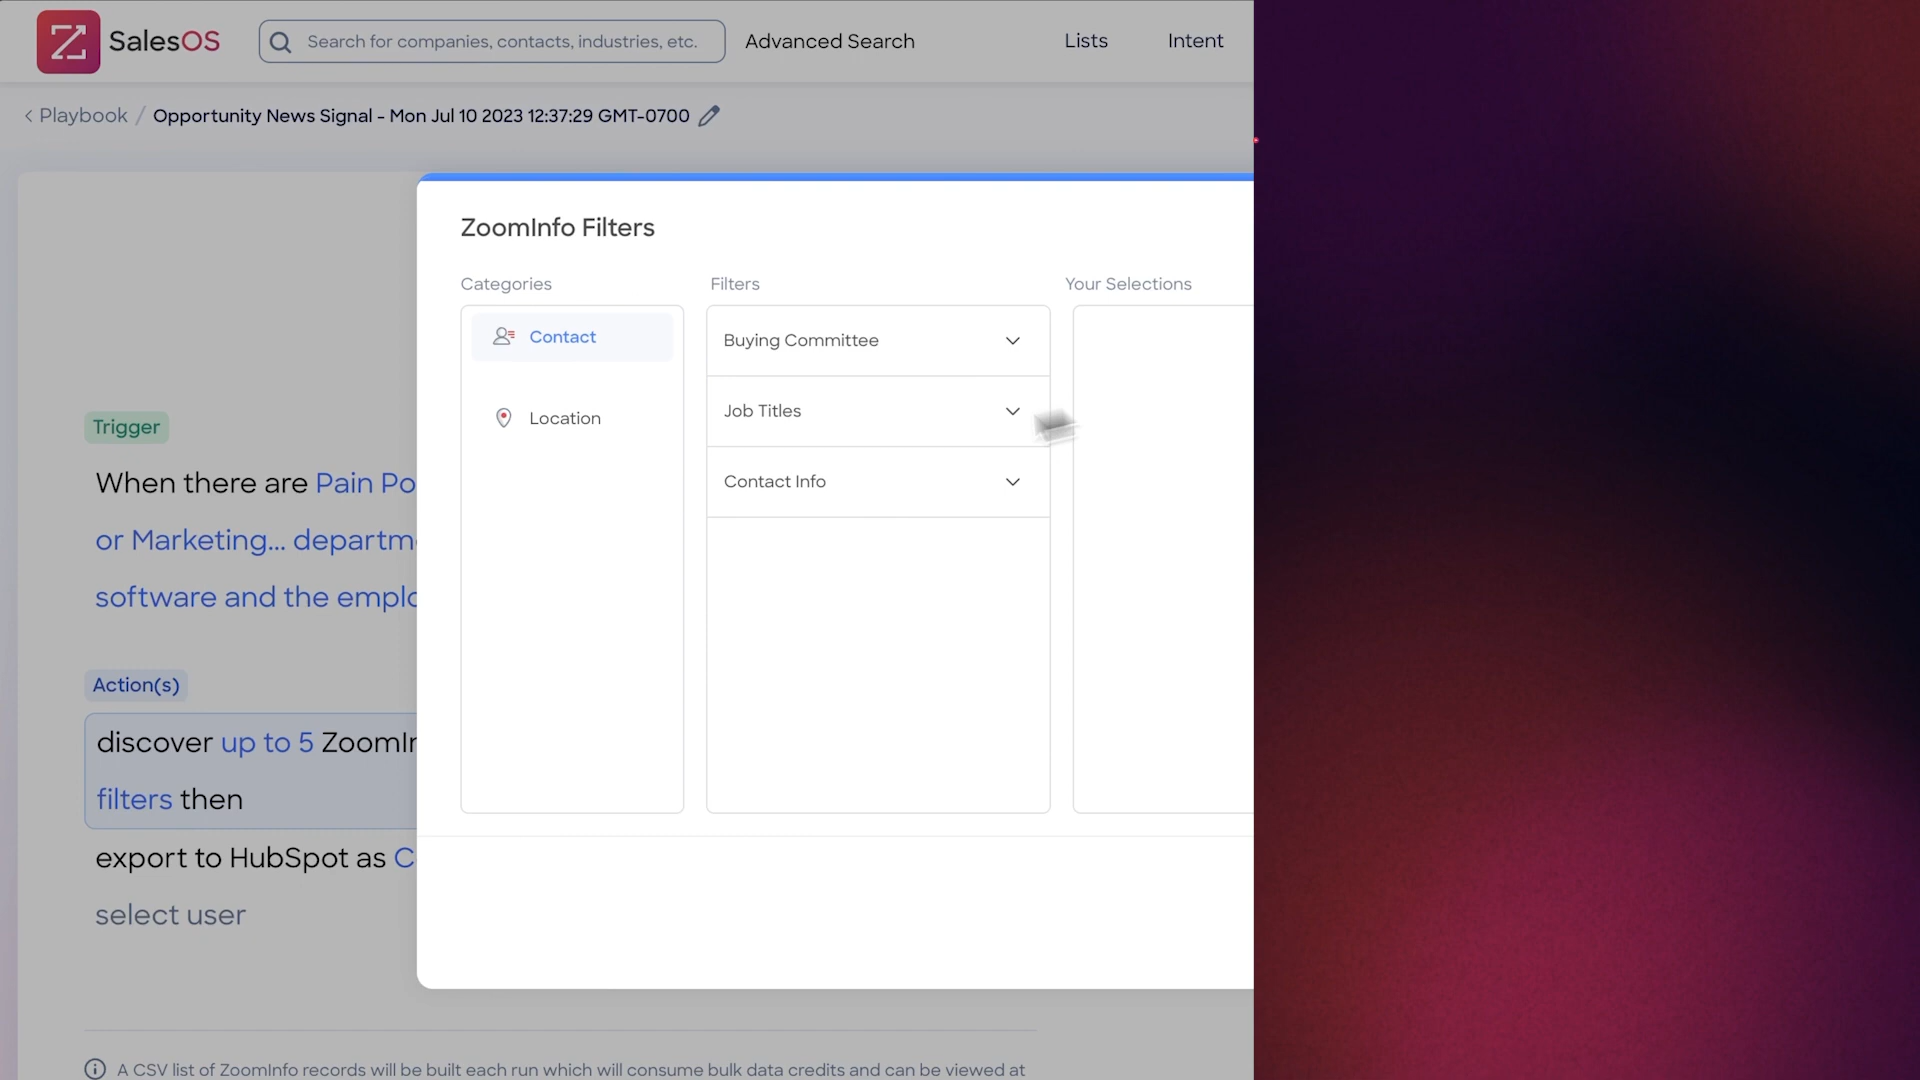 SalesOS
Search for companies, contacts, industries, etc.
Advanced Search
Lists
Intent
Playbook / Opportunity News Signal - Mon Jul 10 2023 12:37:29 GMT-0700
ZoomInfo Filters
Categories
Filters
Your Selections
Contact
Location
Buying Committee
Job Titles
Contact Info
Trigger
When there are Pain Po
or Marketing... departm
software and the emplo
Action(s)
discover up to 5 ZoomIn
filters then
export to HubSpot as C
select user
A CSV list of ZoomInfo records will be built each run which will consume bulk data credits and can be viewed at